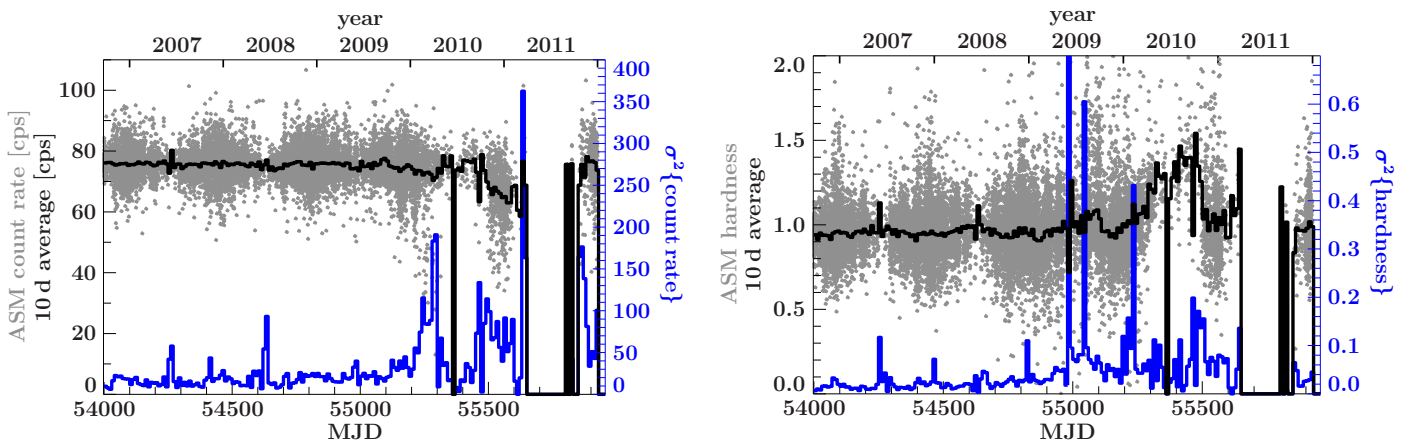 year
2007 2008 2009 2010 2011
ASM count rate [cps]
10 d average [cps]
100
80
60
40
20
0
400
350
300
250
200
150
100
50
0
σ²{count rate}
54000 54500 55000 55500
MJD
year
2007 2008 2009 2010 2011
ASM hardness
10 d average
2.0
1.5
1.0
0.5
0.0
0.6
0.5
0.4
0.3
0.2
0.1
0.0
σ²{hardness}
54000 54500 55000 55500
MJD